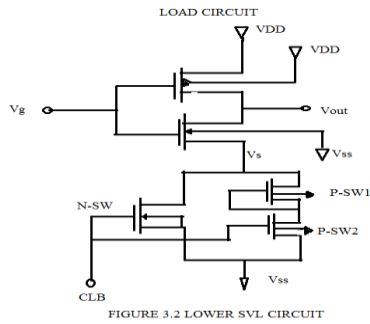 LOAD CIRCUIT
VDD
VDD
Vg
Vout
Vss
Vs
N-SW
P-SW1
P-SW2
Vss
CLB
FIGURE 3.2 LOWER SVL CIRCUIT